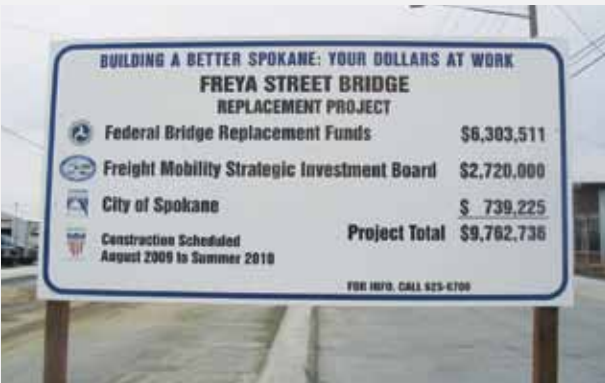 BUILDING A BETTER SPOKANE: YOUR DOLLARS AT WORK
FREYA STREET BRIDGE
REPLACEMENT PROJECT
Federal Bridge Replacement Funds $6,303,511
Freight Mobility Strategic Investment Board $2,720,000
City of Spokane $ 739,225
Project Total $9,762,736
Construction Scheduled
August 2009 to Summer 2010
FOR INFO. CALL 625-6700